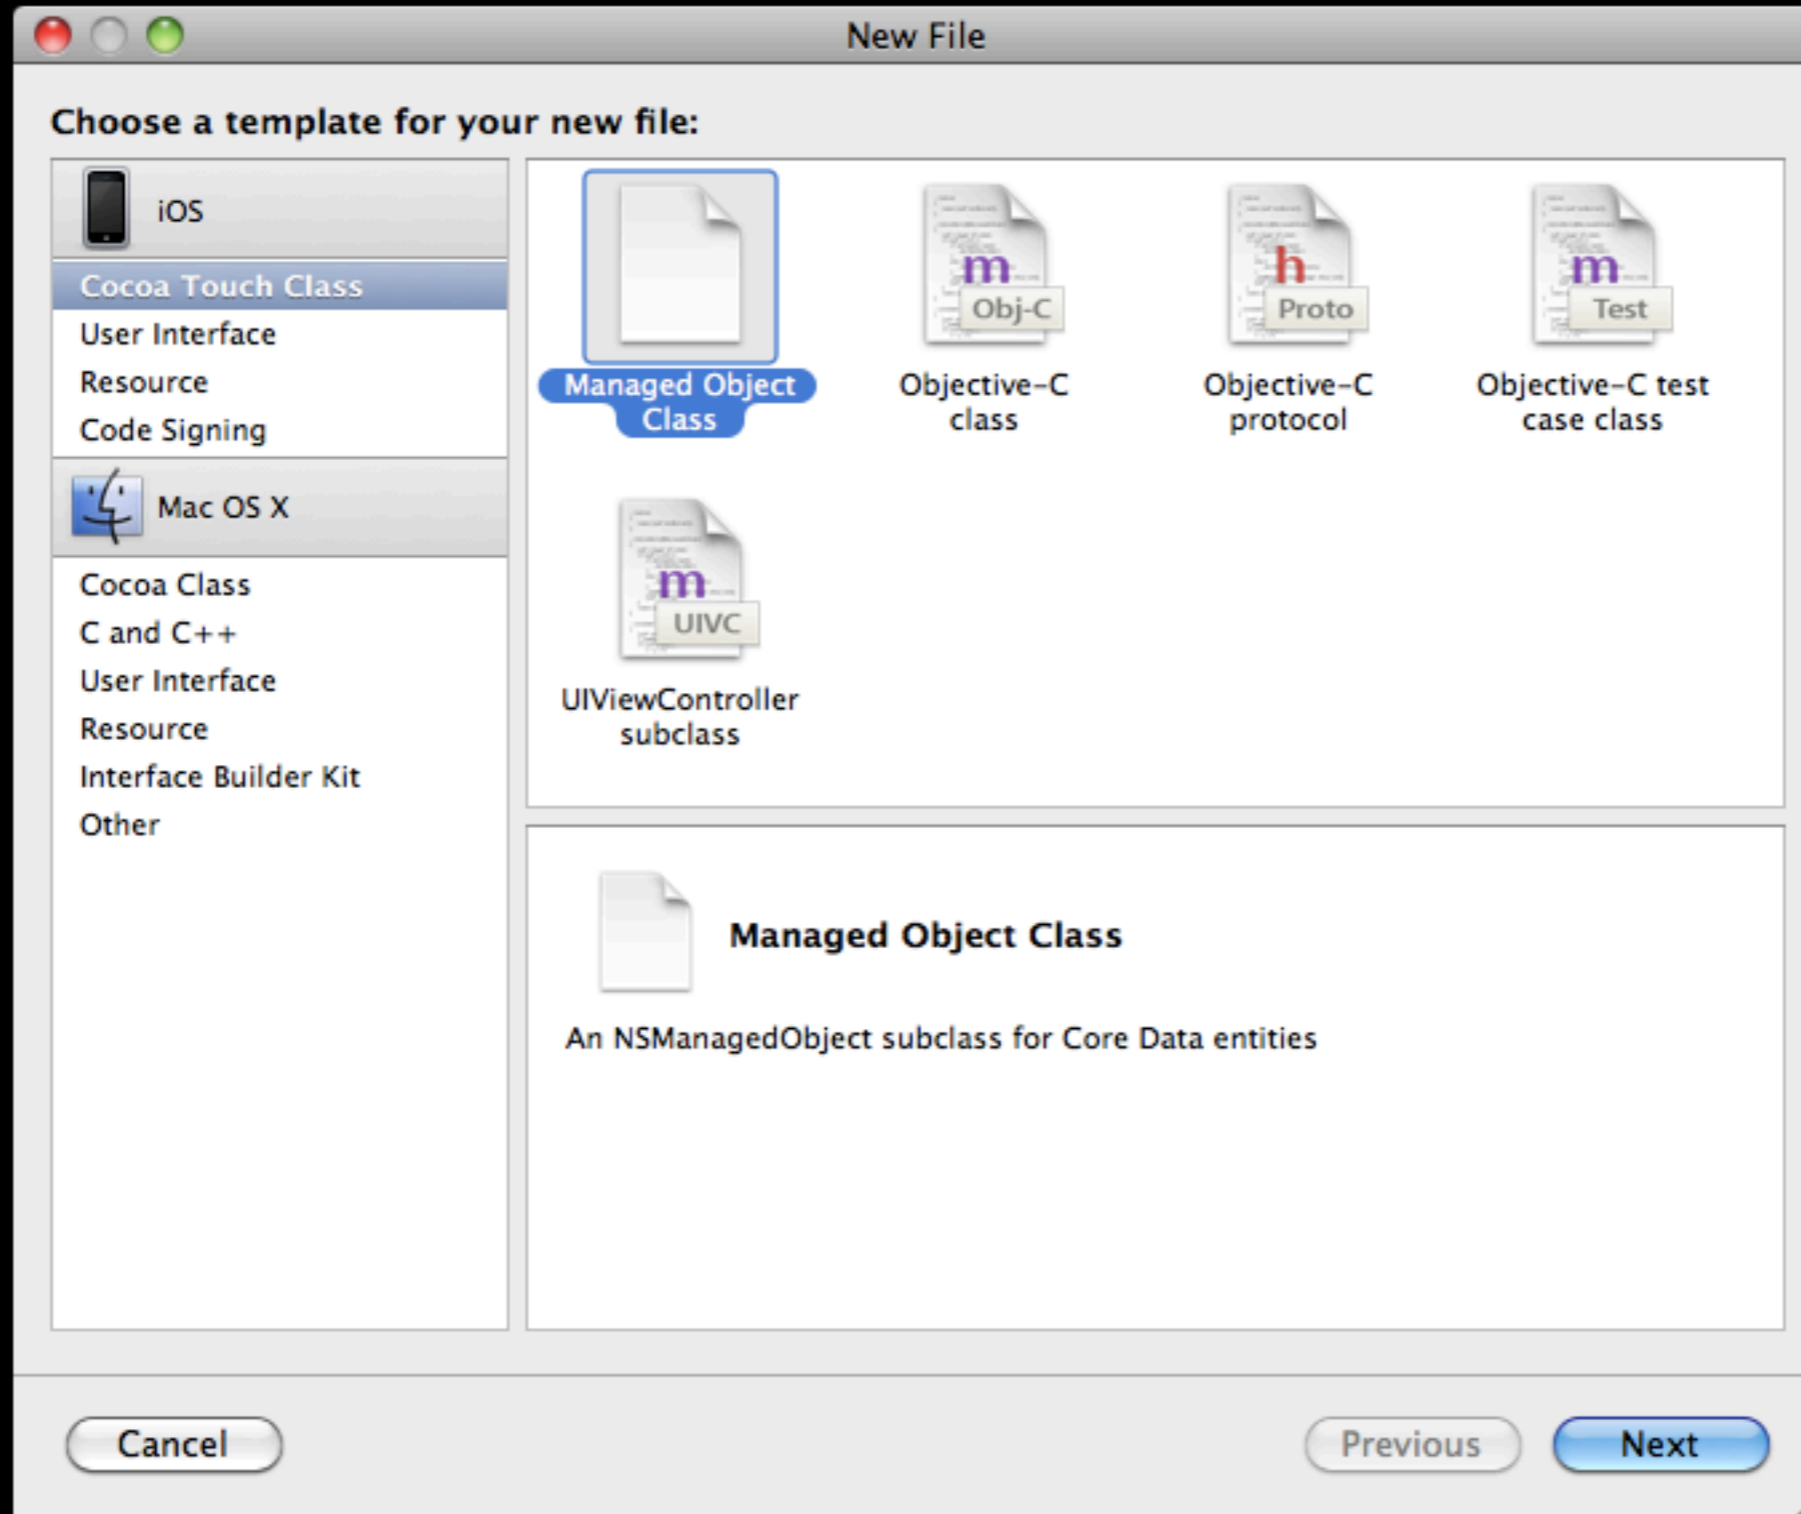 New File
Choose a template for your new file:
iOS
Cocoa Touch Class
User Interface
Resource
Code Signing
Mac OS X
Cocoa Class
C and C++
User Interface
Resource
Interface Builder Kit
Other
Managed Object
Class
m
Obj-C
Objective-C
class
h
Proto
Objective-C
protocol
m
Test
Objective-C test
case class
m
UIVC
UIViewController
subclass
Managed Object Class
An NSManagedObject subclass for Core Data entities
Cancel
Previous
Next